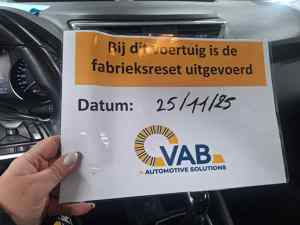 Bij dit voertuig is de
fabrieksreset uitgevoerd
Datum: 25/11/25
VAB
AUTOMOTIVE SOLUTIONS